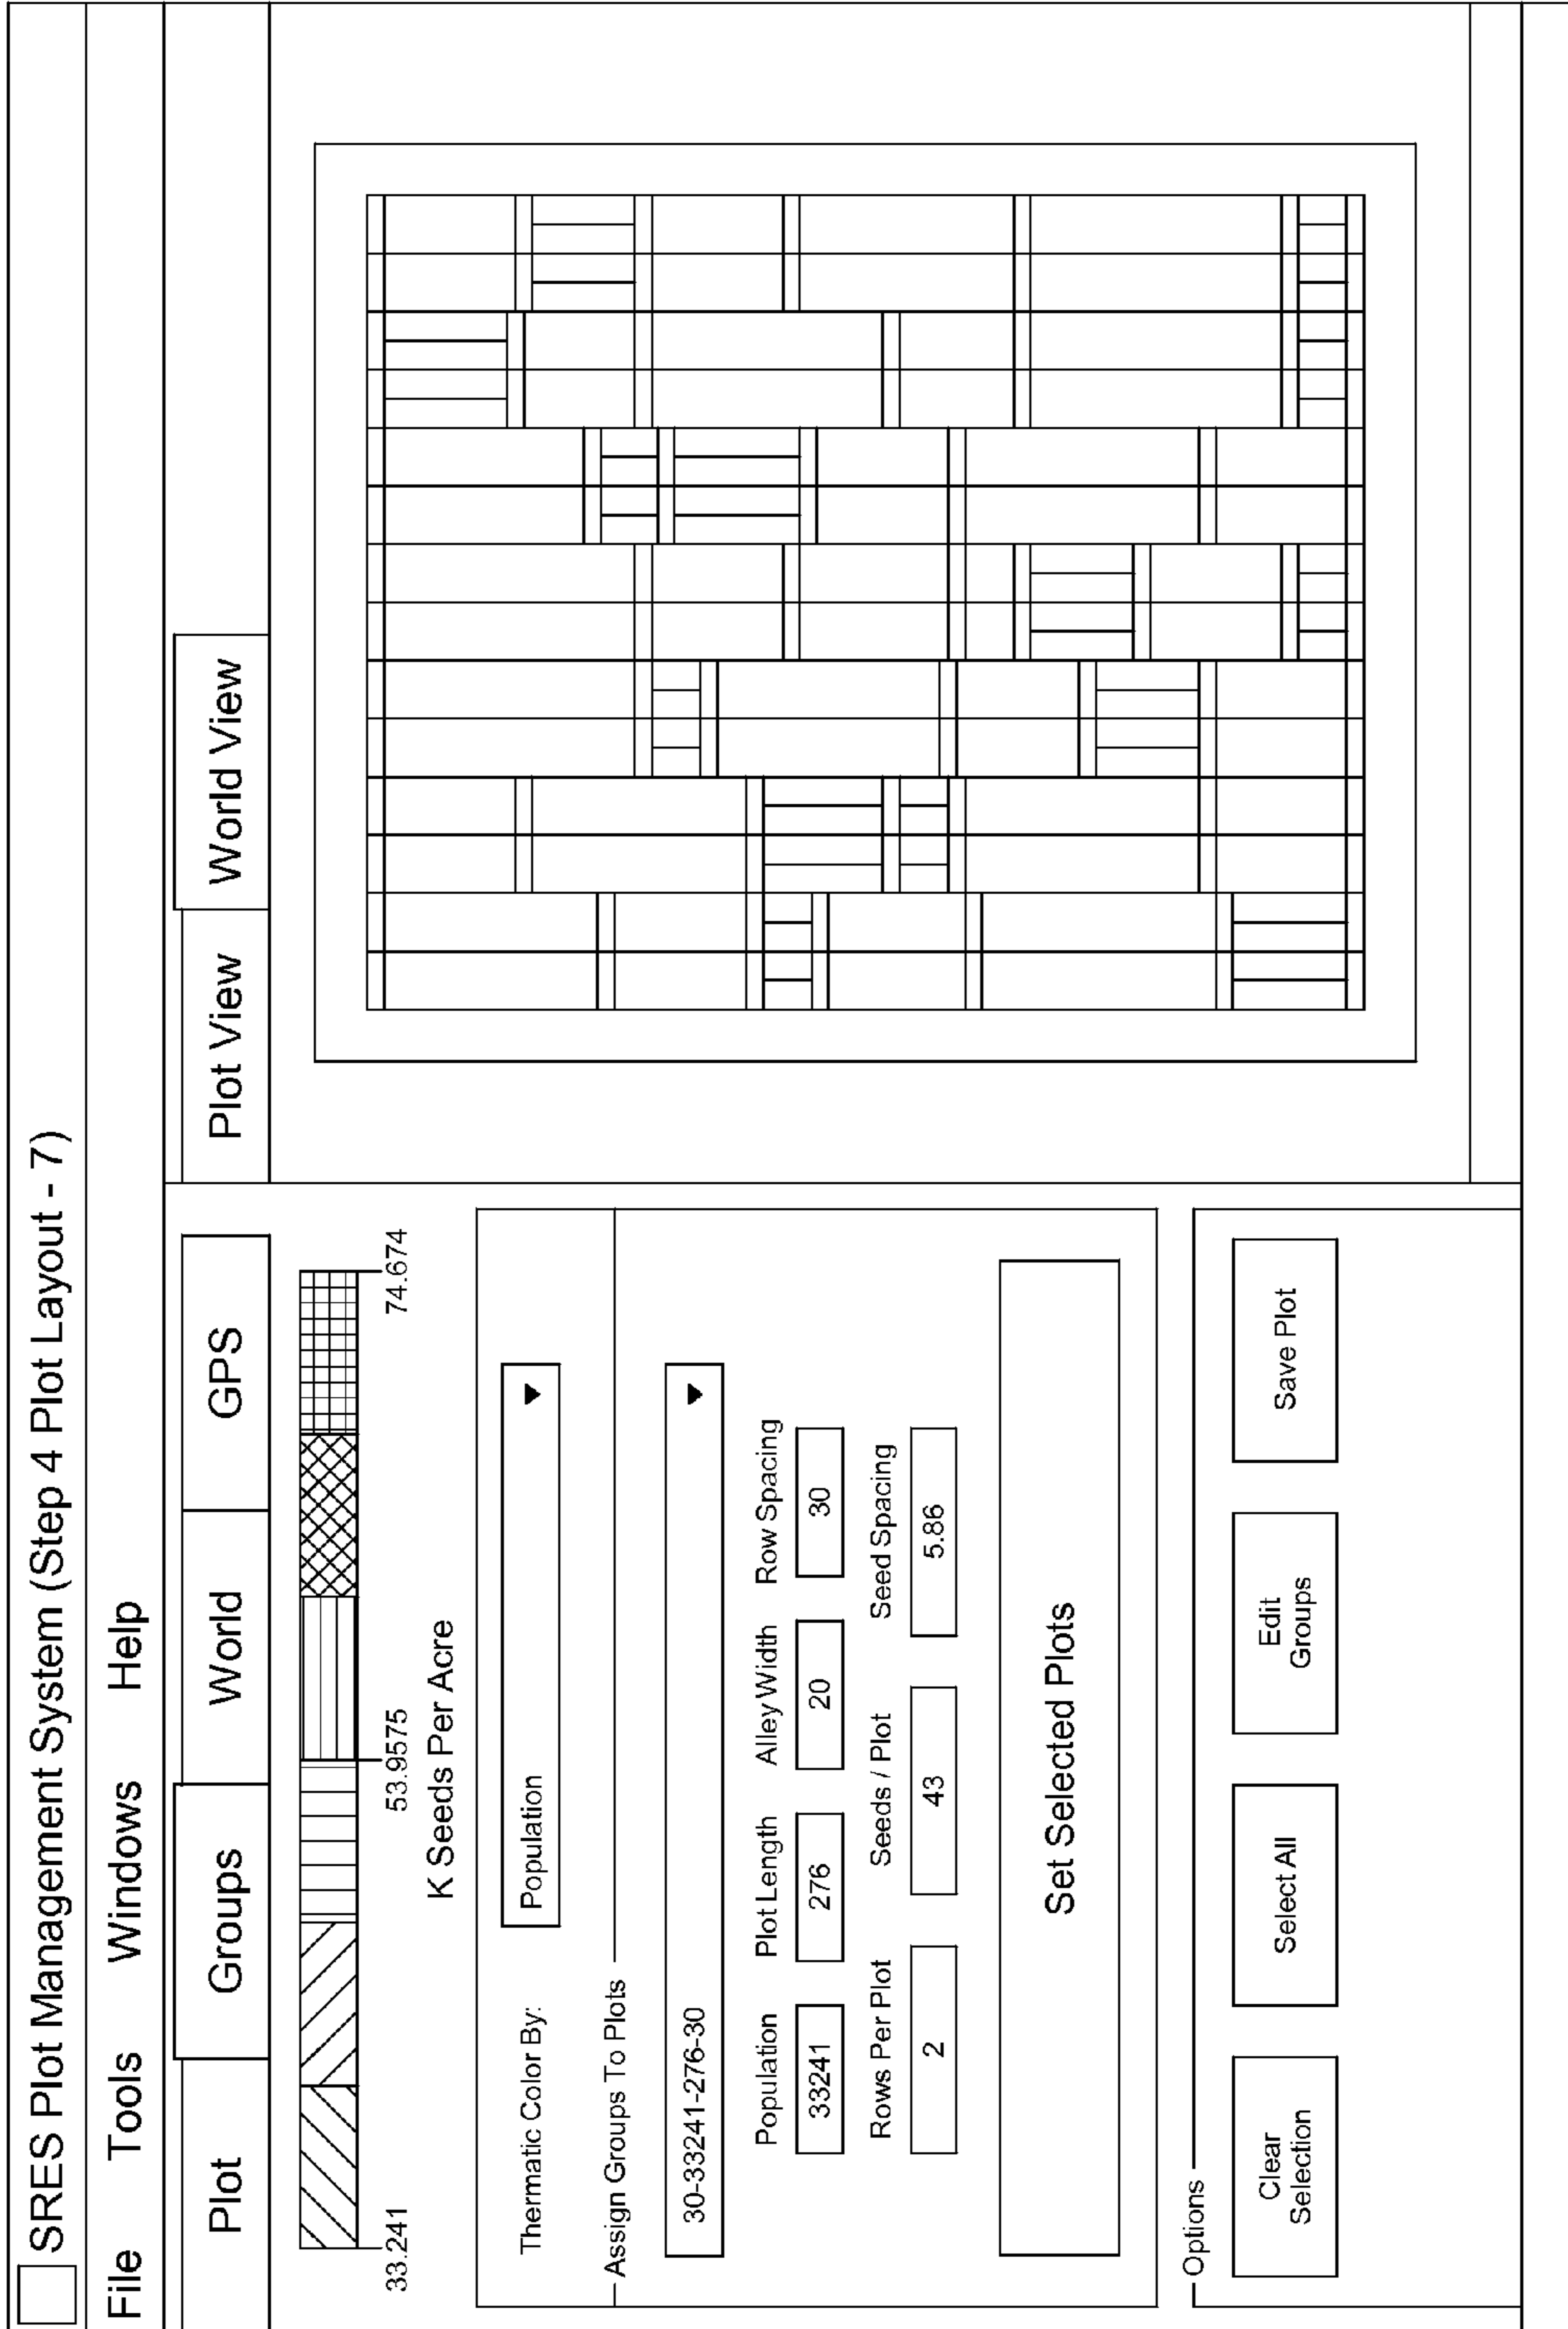 SRES Plot Management System (Step 4 Plot Layout - 7)
File Tools Windows Help
Plot Groups World GPS
Plot View World View
33.241 53.9575 74.674
K Seeds Per Acre
Thermatic Color By: Population
Assign Groups To Plots
30-33241-276-30
Population Plot Length Alley Width Row Spacing
33241 276 20 30
Rows Per Plot Seeds / Plot Seed Spacing
2 43 5.86
Set Selected Plots
Options
Clear
Selection
Select All
Edit
Groups
Save Plot